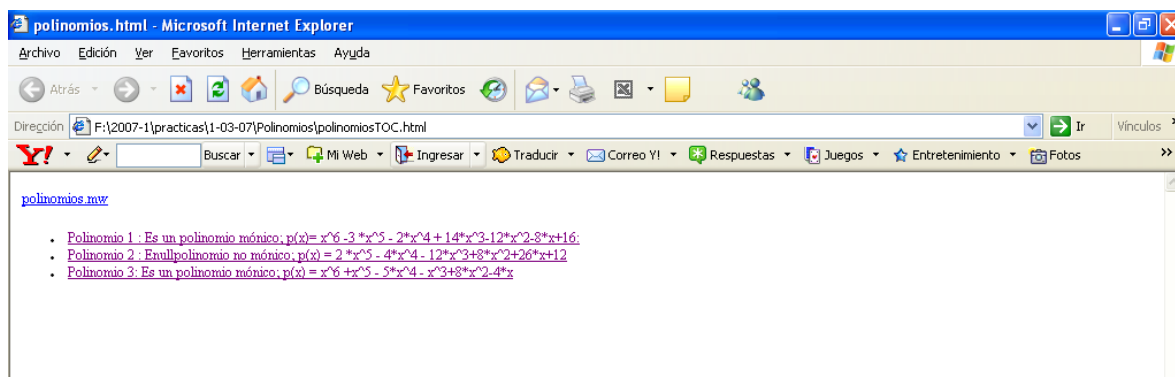 polinomios.html - Microsoft Internet Explorer
Archivo Edición Ver Favoritos Herramientas Ayuda
Atrás Búsqueda Favoritos
Dirección F:\2007-1\practicas\1-03-07\Polinomios\polinomiosTOC.html Ir Vínculos
Y! Buscar Mi Web Ingresar Traducir Correo Y! Respuestas Juegos Entretenimiento Fotos
polinomios.mw
Polinomio 1 : Es un polinomio mónico; p(x)= x^6 -3 *x^5 - 2*x^4 + 14*x^3-12*x^2-8*x+16:
Polinomio 2 : Enullpolinomio no mónico; p(x) = 2 *x^5 - 4*x^4 - 12*x^3+8*x^2+26*x+12
Polinomio 3: Es un polinomio mónico; p(x) = x^6 +x^5 - 5*x^4 - x^3+8*x^2-4*x